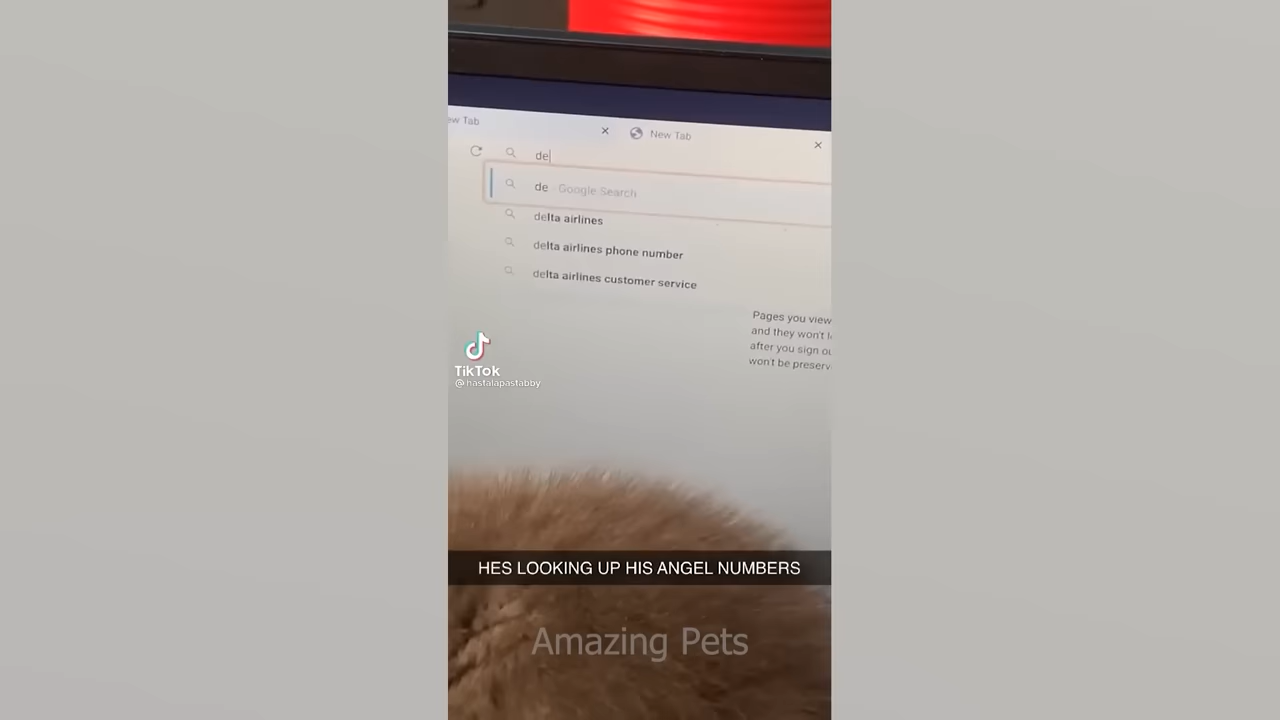 ew Tab
New Tab
de
de - Google Search
delta airlines
delta airlines phone number
delta airlines customer service
Pages you view
and they won't l
after you sign ou
won't be preserv
TikTok
@hastalapastabby
HES LOOKING UP HIS ANGEL NUMBERS
Amazing Pets